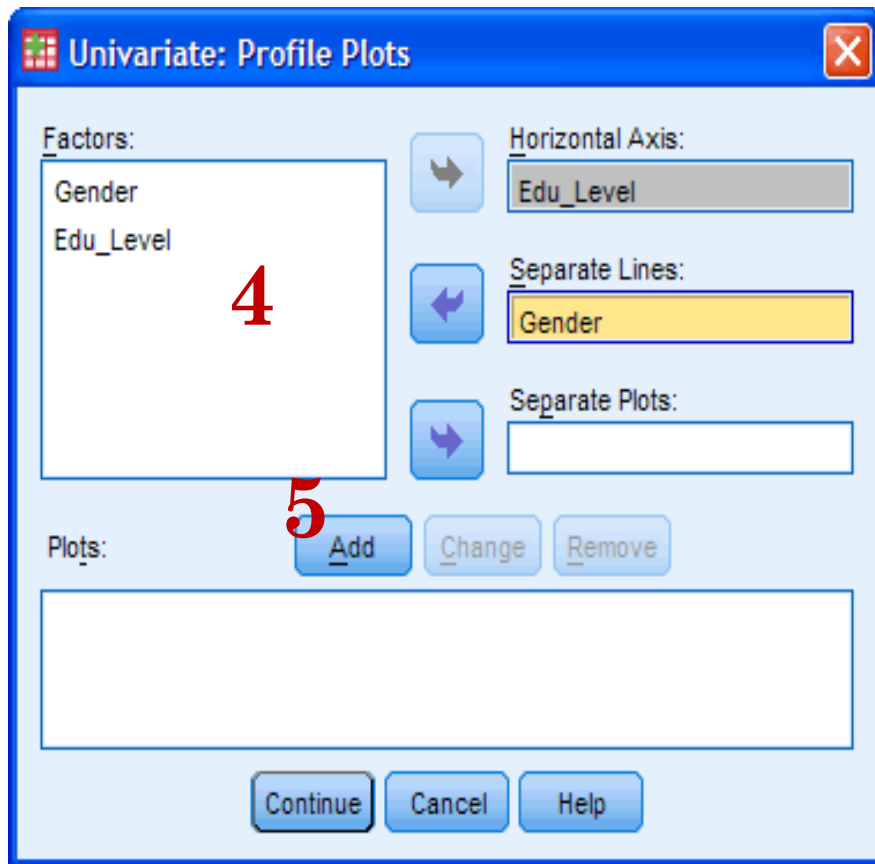 Univariate: Profile Plots
Factors:
Gender
Edu_Level
4
Horizontal Axis:
Edu_Level
Separate Lines:
Gender
Separate Plots:
5
Plots:
Add
Change
Remove
Continue
Cancel
Help